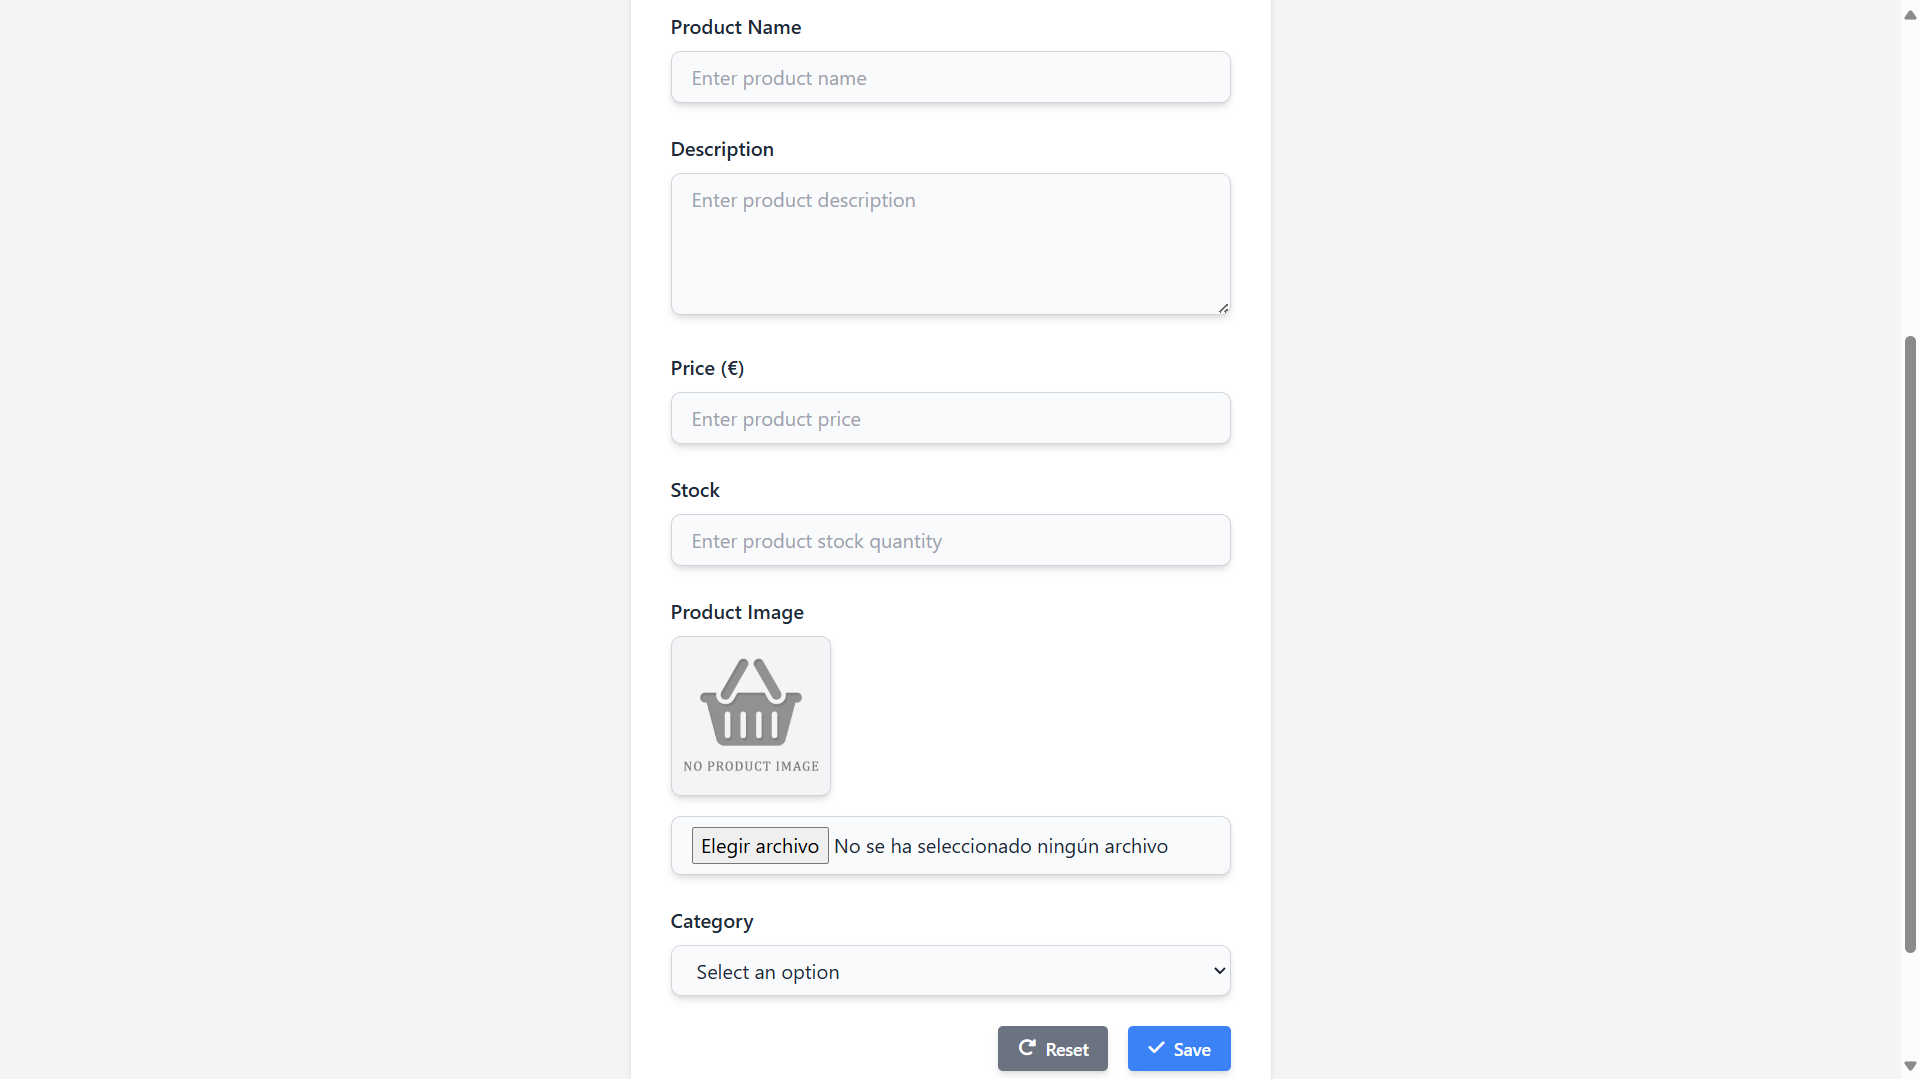 Product Name
Enter product name
Description
Enter product description
Price (€)
Enter product price
Stock
Enter product stock quantity
Product Image
NO PRODUCT IMAGE
Elegir archivo No se ha seleccionado ningún archivo
Category
Select an option
Reset Save